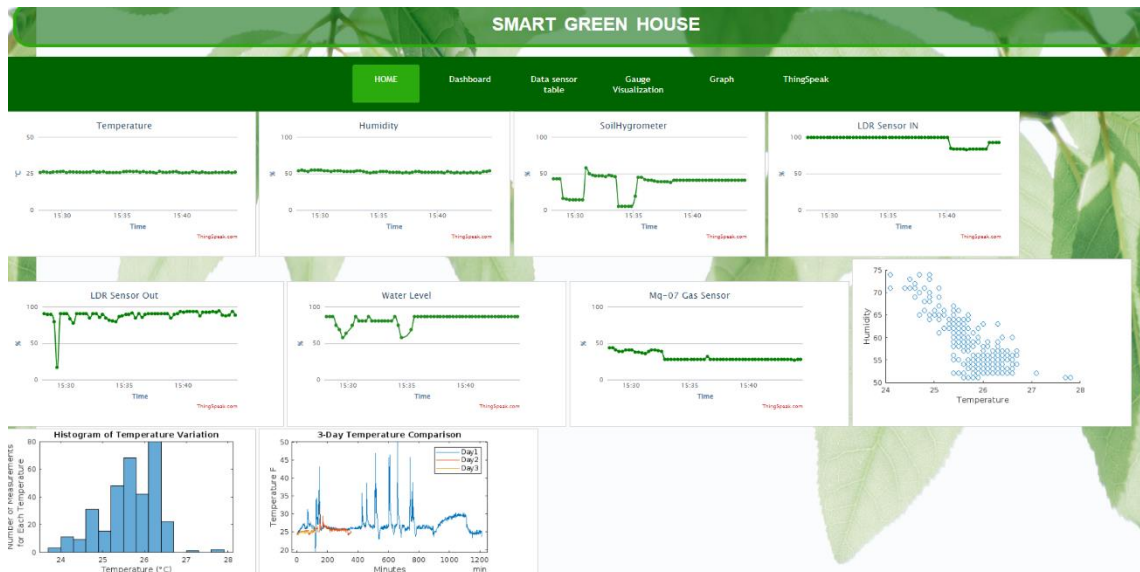 SMART GREEN HOUSE
HOME
Dashboard
Data sensor
table
Gauge
Visualization
Graph
ThingSpeak
Temperature
50
25
0
°C
15:30 15:35 15:40
Time
ThingSpeak.com
Humidity
100
50
0
%
15:30 15:35 15:40
Time
ThingSpeak.com
SoilHygrometer
100
50
0
%
15:30 15:35 15:40
Time
ThingSpeak.com
LDR Sensor IN
100
50
0
%
15:30 15:35 15:40
Time
ThingSpeak.com
LDR Sensor Out
100
50
0
%
15:30 15:35 15:40
Time
ThingSpeak.com
Water Level
100
50
0
%
15:30 15:35 15:40
Time
ThingSpeak.com
Mq-07 Gas Sensor
100
50
0
%
15:30 15:35 15:40
Time
ThingSpeak.com
75
70
65
60
55
50
Humidity
24 25 26 27 28
Temperature
Histogram of Temperature Variation
80
60
40
20
0
Number of Measurements
for Each Temperature
24 25 26 27 28
Temperature (°C)
3-Day Temperature Comparison
50
45
40
35
30
25
20
Temperature F
Day1
Day2
Day3
0 200 400 600 800 1000 1200
Minutes min